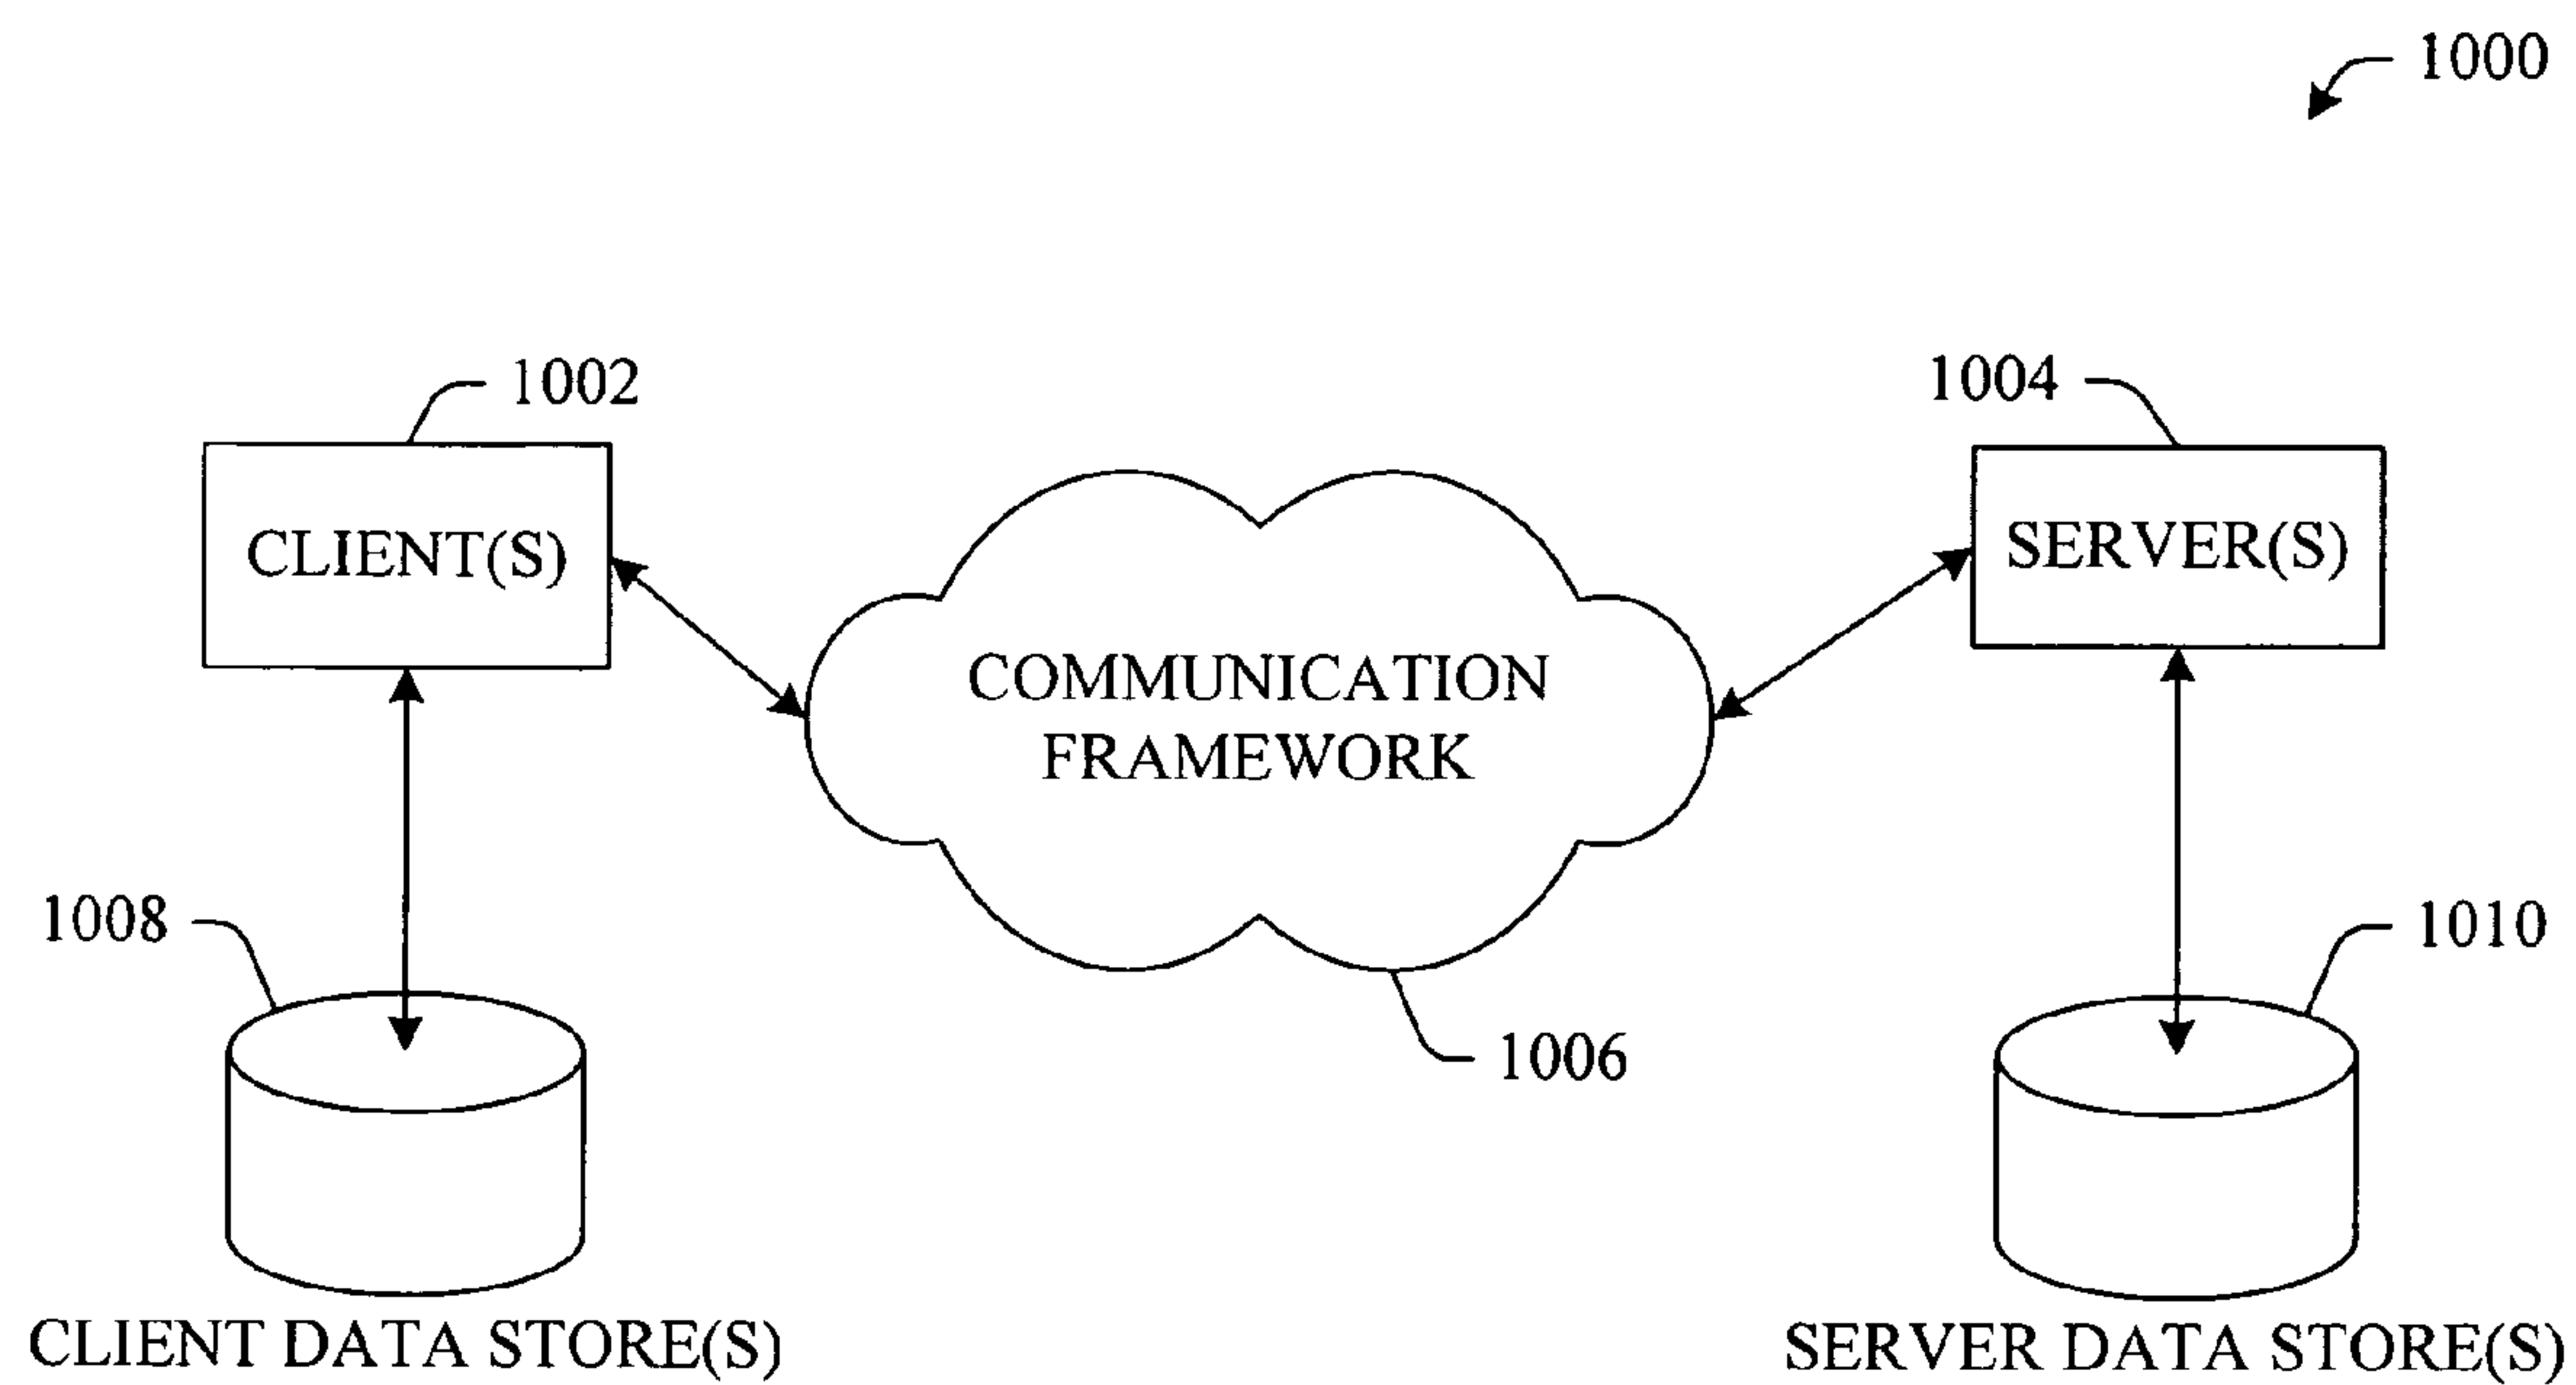 1000
1002
1004
CLIENT(S)
SERVER(S)
COMMUNICATION
FRAMEWORK
1008
1010
1006
CLIENT DATA STORE(S)
SERVER DATA STORE(S)